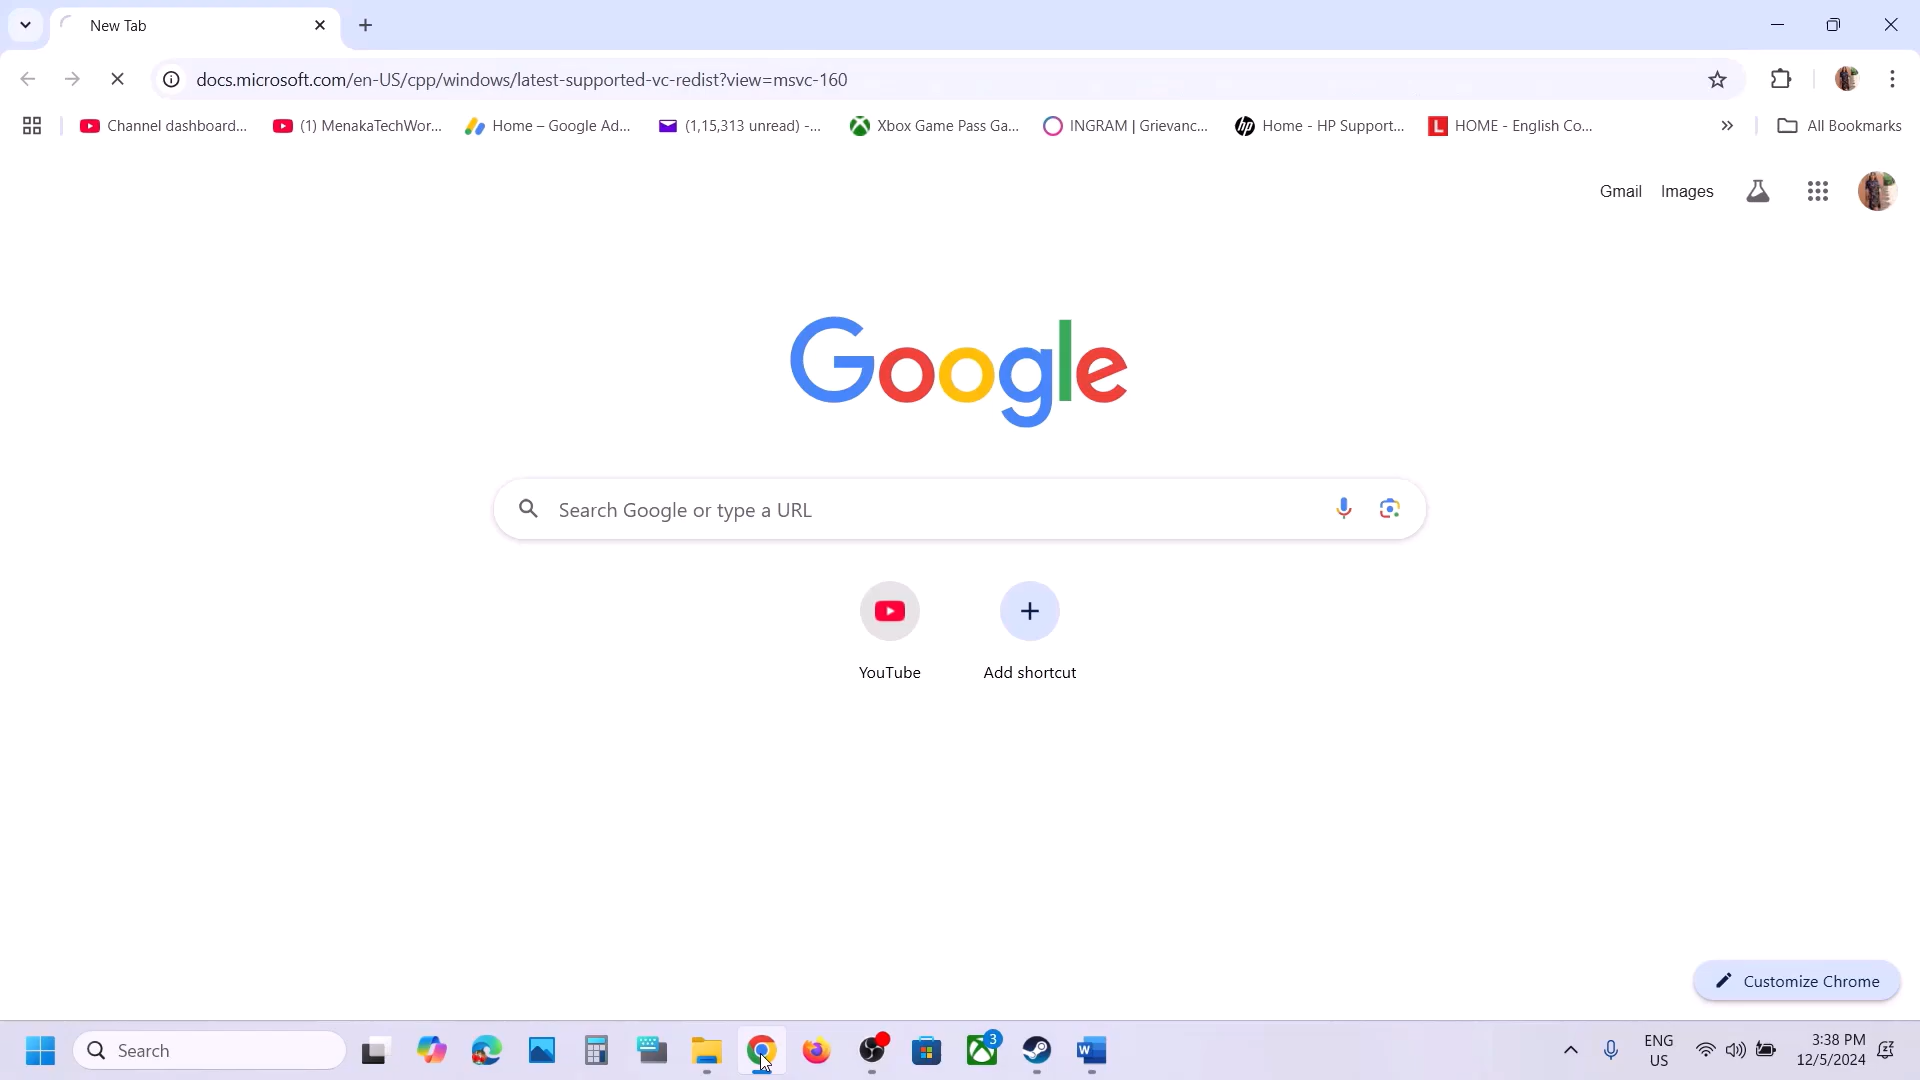 New Tab
docs.microsoft.com/en-US/cpp/windows/latest-supported-vc-redist?view=msvc-160
Channel dashboard... (1) MenakaTechWor... Home – Google Ad... (1,15,313 unread) -... Xbox Game Pass Ga... INGRAM | Grievanc... hp Home - HP Support... L HOME - English Co... All Bookmarks
Gmail Images
Google
Search Google or type a URL
YouTube Add shortcut
Customize Chrome
Search 3 W ENG 3:38 PM
US 12/5/2024